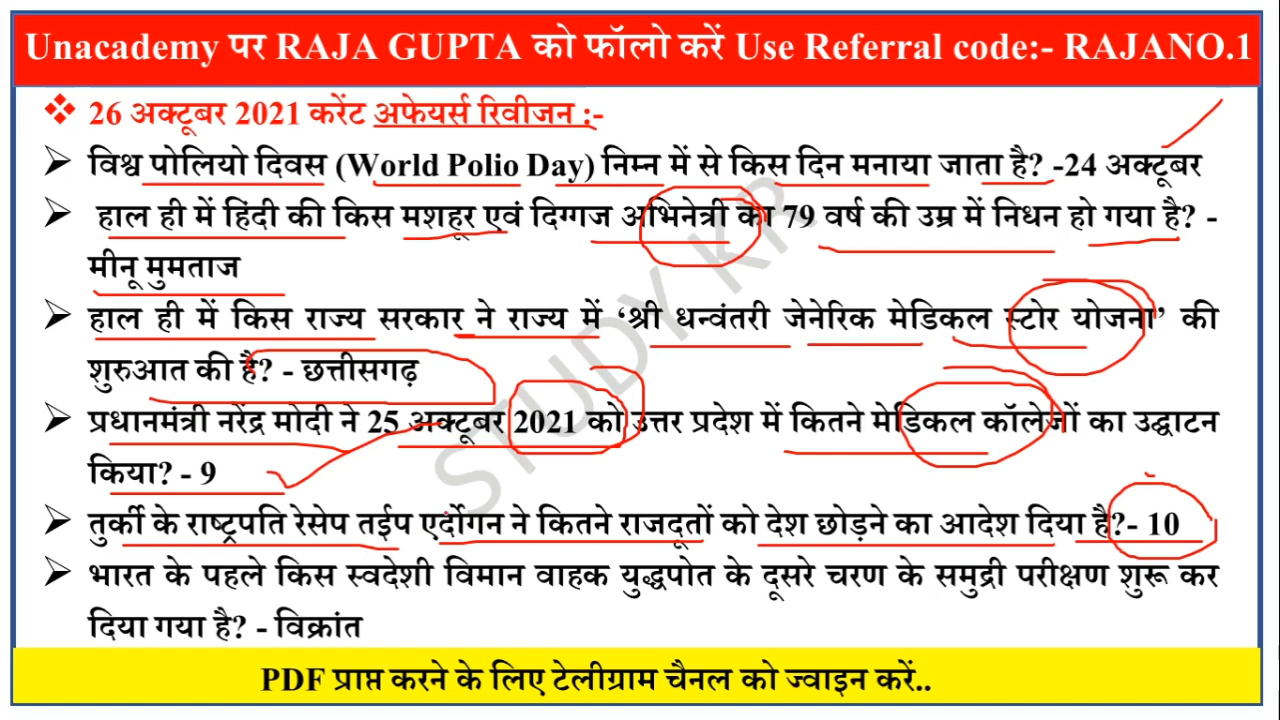 Unacademy पर RAJA GUPTA को फॉलो करें Use Referral code:- RAJANO.1
❖ 26 अक्टूबर 2021 करेंट अफेयर्स रिवीजन :-
➢ विश्व पोलियो दिवस (World Polio Day) निम्न में से किस दिन मनाया जाता है? -24 अक्टूबर
➢ हाल ही में हिंदी की किस मशहूर एवं दिग्गज अभिनेत्री का 79 वर्ष की उम्र में निधन हो गया है? -
मीनू मुमताज
➢ हाल ही में किस राज्य सरकार ने राज्य में ‘श्री धन्वंतरी जेनेरिक मेडिकल स्टोर योजना’ की
शुरुआत की है? - छत्तीसगढ़
➢ प्रधानमंत्री नरेंद्र मोदी ने 25 अक्टूबर 2021 को उत्तर प्रदेश में कितने मेडिकल कॉलेजों का उद्घाटन
किया? - 9
➢ तुर्की के राष्ट्रपति रेसेप तईप एर्दोगन ने कितने राजदूतों को देश छोड़ने का आदेश दिया है?- 10
➢ भारत के पहले किस स्वदेशी विमान वाहक युद्धपोत के दूसरे चरण के समुद्री परीक्षण शुरू कर
दिया गया है? - विक्रांत
STUDY KR
PDF प्राप्त करने के लिए टेलीग्राम चैनल को ज्वाइन करें..